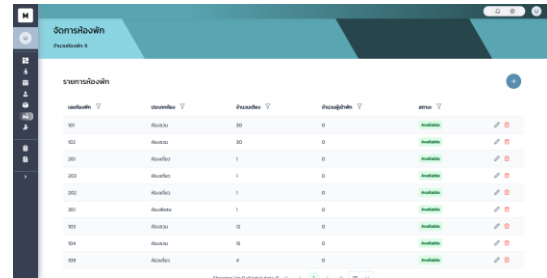 M
จัดการห้องพัก
จำนวนห้องพัก 9
รายการห้องพัก
เลขห้องพัก ประเภทห้อง จำนวนเตียง จำนวนผู้เข้าพัก สถานะ
101 ห้องรวม 30 0 Available
102 ห้องรวม 30 0 Available
201 ห้องเดี่ยว 1 0 Available
203 ห้องเดี่ยว 1 0 Available
202 ห้องเดี่ยว 1 0 Available
301 ห้องพิเศษ 1 0 Available
103 ห้องรวม 12 0 Available
104 ห้องรวม 15 0 Available
109 ห้องเดี่ยว 4 0 Available
1